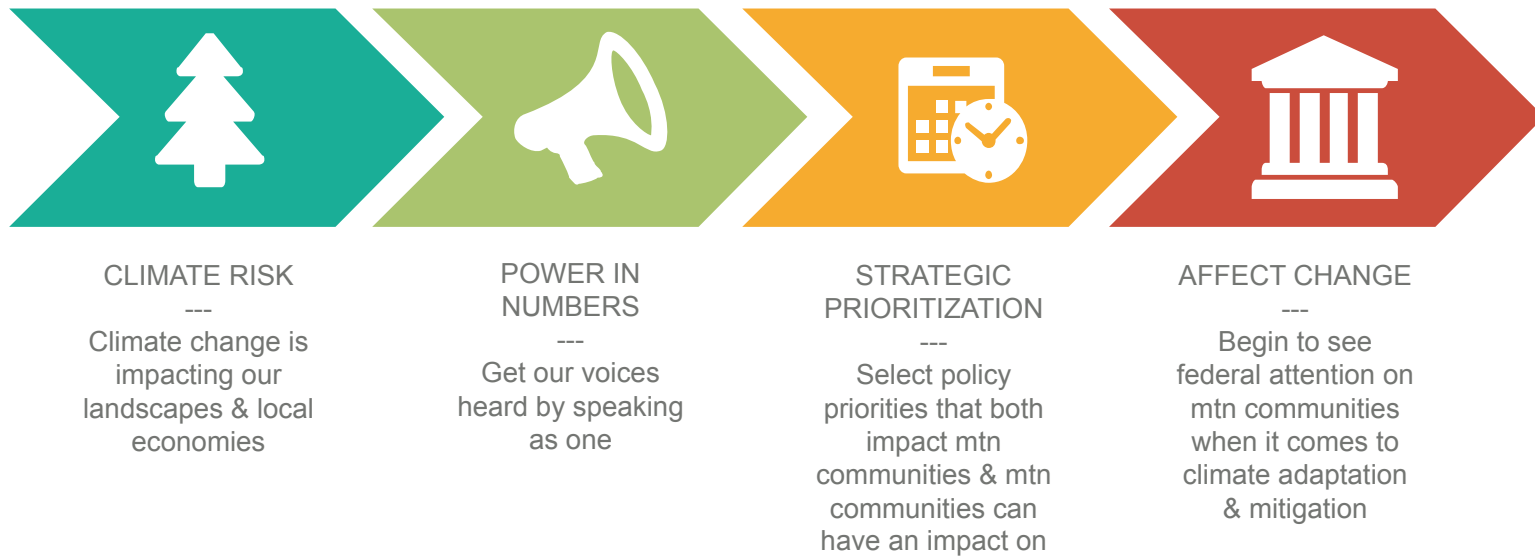 CLIMATE RISK
---
Climate change is
impacting our
landscapes & local
economies
POWER IN
NUMBERS
---
Get our voices
heard by speaking
as one
STRATEGIC
PRIORITIZATION
---
Select policy
priorities that both
impact mtn
communities & mtn
communities can
have an impact on
AFFECT CHANGE
---
Begin to see
federal attention on
mtn communities
when it comes to
climate adaptation
& mitigation